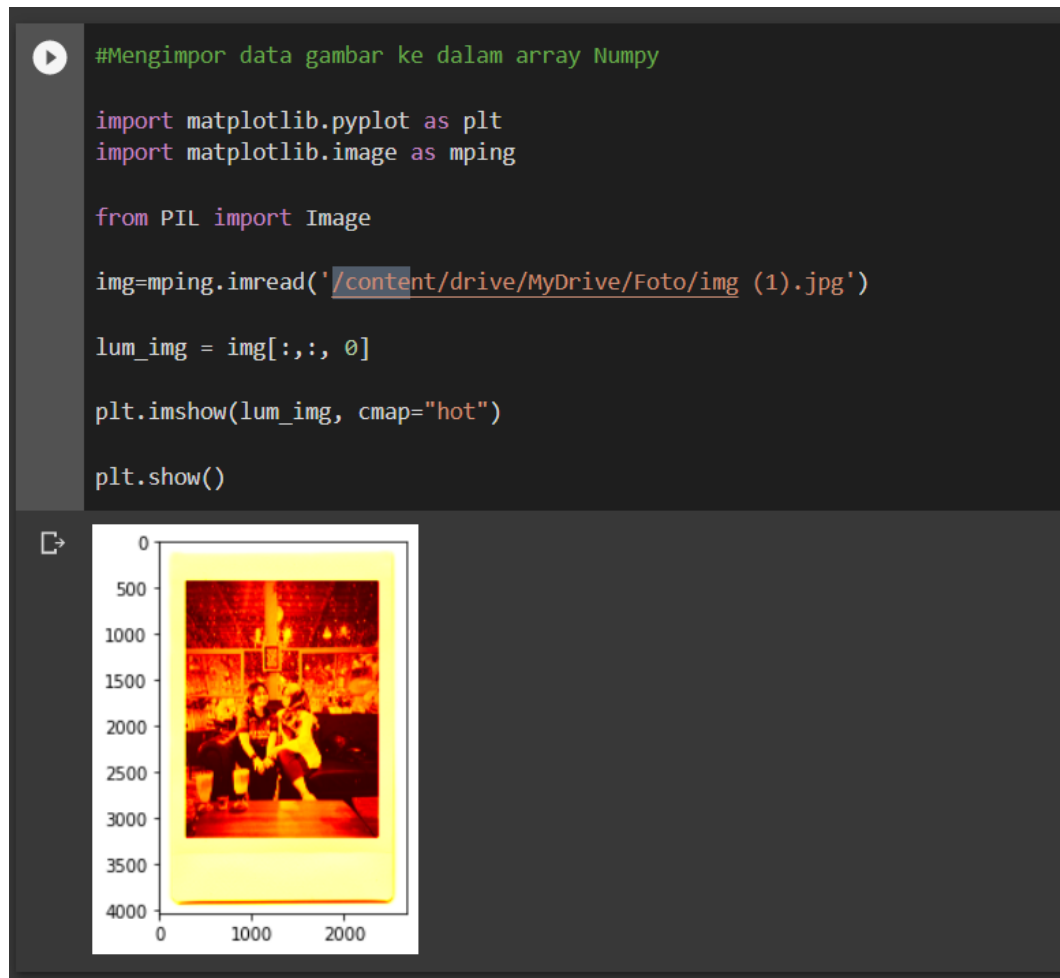 #Mengimpor data gambar ke dalam array Numpy
import matplotlib.pyplot as plt
import matplotlib.image as mping
from PIL import Image
img=mping.imread('/content/drive/MyDrive/Foto/img (1).jpg')
lum_img = img[:,:, 0]
plt.imshow(lum_img, cmap="hot")
plt.show()
0
500
1000
1500
2000
2500
3000
3500
4000
0 1000 2000